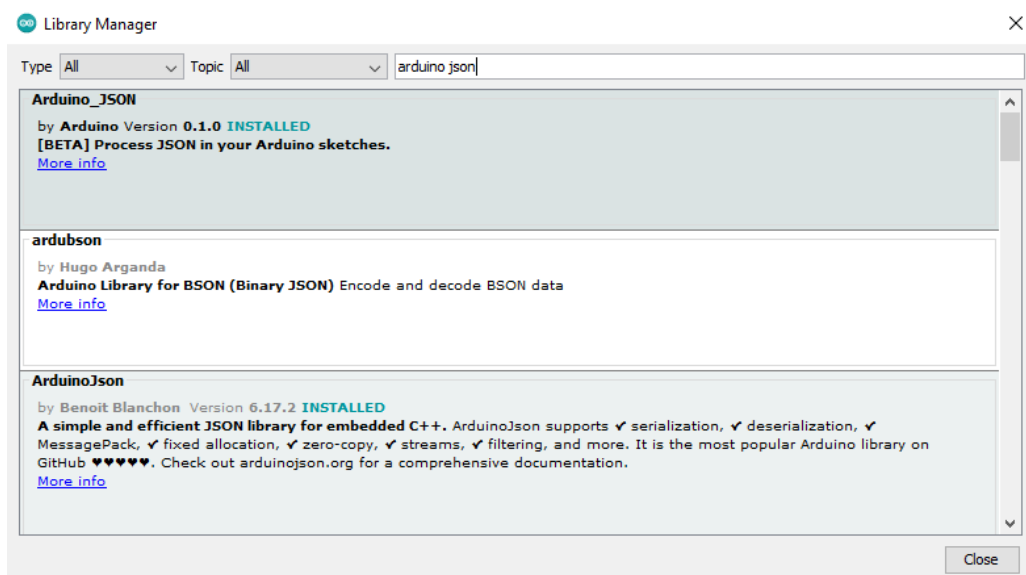 Library Manager
Type All Topic All arduino json
Arduino_JSON
by Arduino Version 0.1.0 INSTALLED
[BETA] Process JSON in your Arduino sketches.
More info
ardubson
by Hugo Arganda
Arduino Library for BSON (Binary JSON) Encode and decode BSON data
More info
ArduinoJson
by Benoit Blanchon Version 6.17.2 INSTALLED
A simple and efficient JSON library for embedded C++. ArduinoJson supports ✔ serialization, ✔ deserialization, ✔
MessagePack, ✔ fixed allocation, ✔ zero-copy, ✔ streams, ✔ filtering, and more. It is the most popular Arduino library on
GitHub ♥♥♥♥♥. Check out arduinojson.org for a comprehensive documentation.
More info
Close